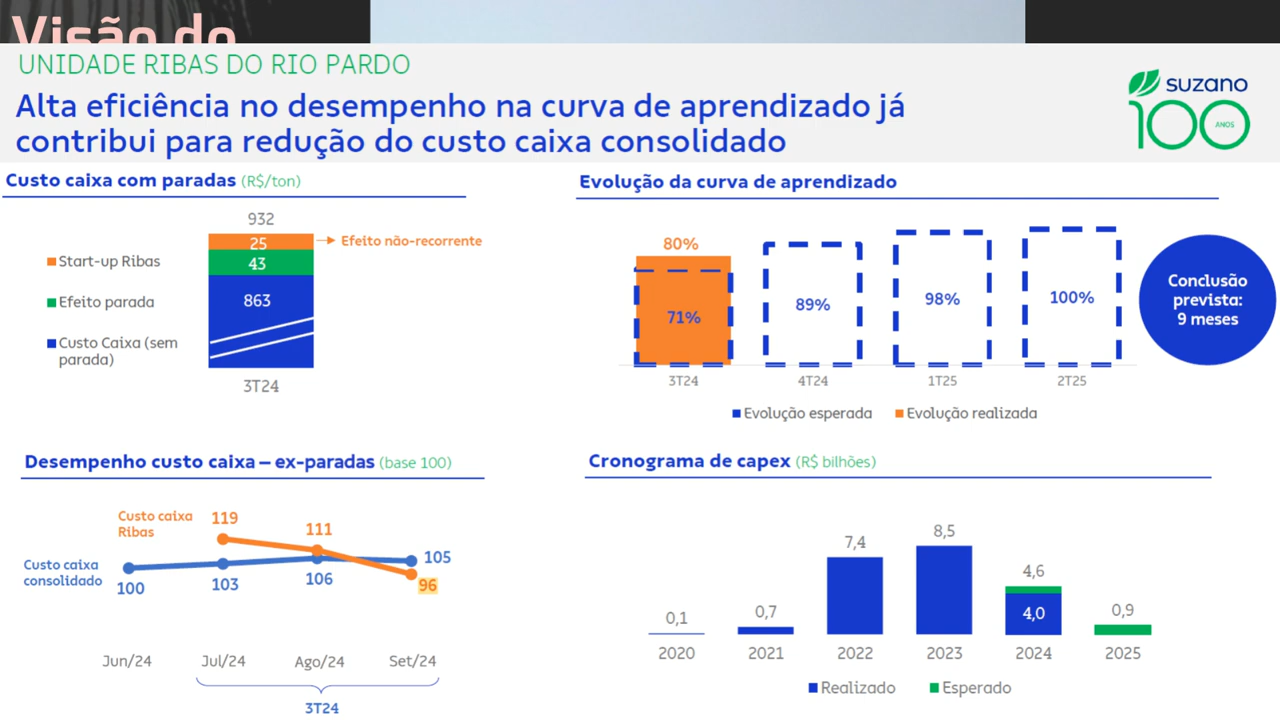 Visão do
UNIDADE RIBAS DO RIO PARDO
Alta eficiência no desempenho na curva de aprendizado já
contribui para redução do custo caixa consolidado
suzano
100
ANOS
Custo caixa com paradas (R$/ton)
932
25
Efeito não-recorrente
43
863
Start-up Ribas
Efeito parada
Custo Caixa (sem
parada)
3T24
Evolução da curva de aprendizado
80%
71%
89%
98%
100%
3T24
4T24
1T25
2T25
Evolução esperada
Evolução realizada
Conclusão
prevista:
9 meses
Desempenho custo caixa – ex-paradas (base 100)
Custo caixa
Ribas
119
111
96
Custo caixa
consolidado
100
103
106
105
Jun/24
Jul/24
Ago/24
Set/24
3T24
Cronograma de capex (R$ bilhões)
0,1
0,7
7,4
8,5
4,6
4,0
0,9
2020
2021
2022
2023
2024
2025
Realizado
Esperado